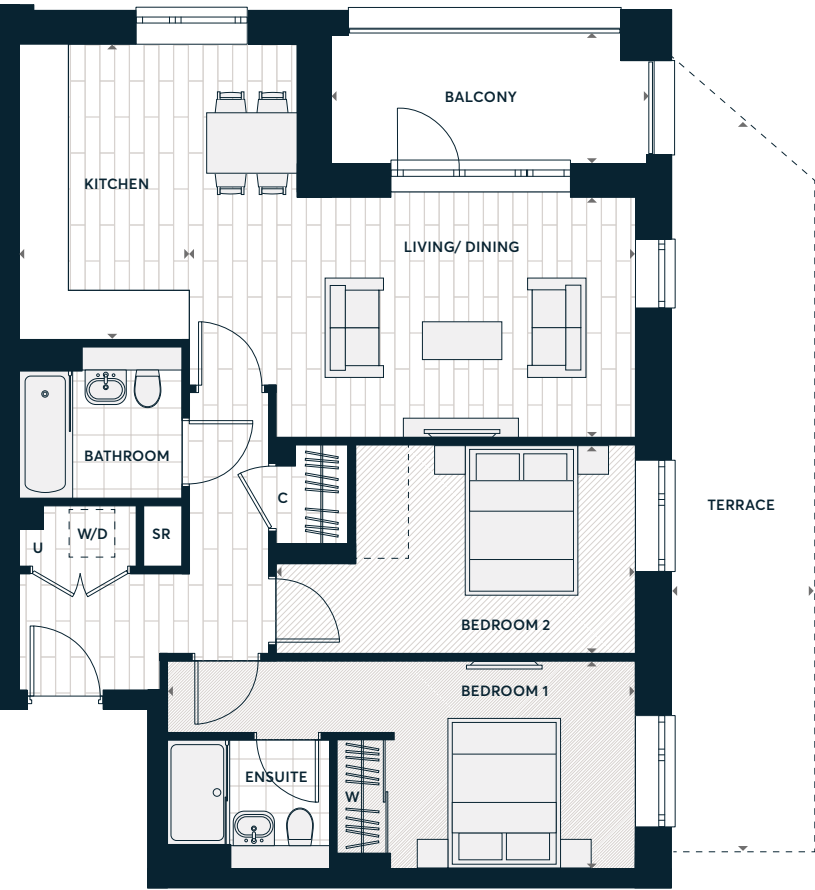 BALCONY
KITCHEN
LIVING/ DINING
BATHROOM
C
TERRACE
U
W/D
SR
BEDROOM 2
BEDROOM 1
ENSUITE
W